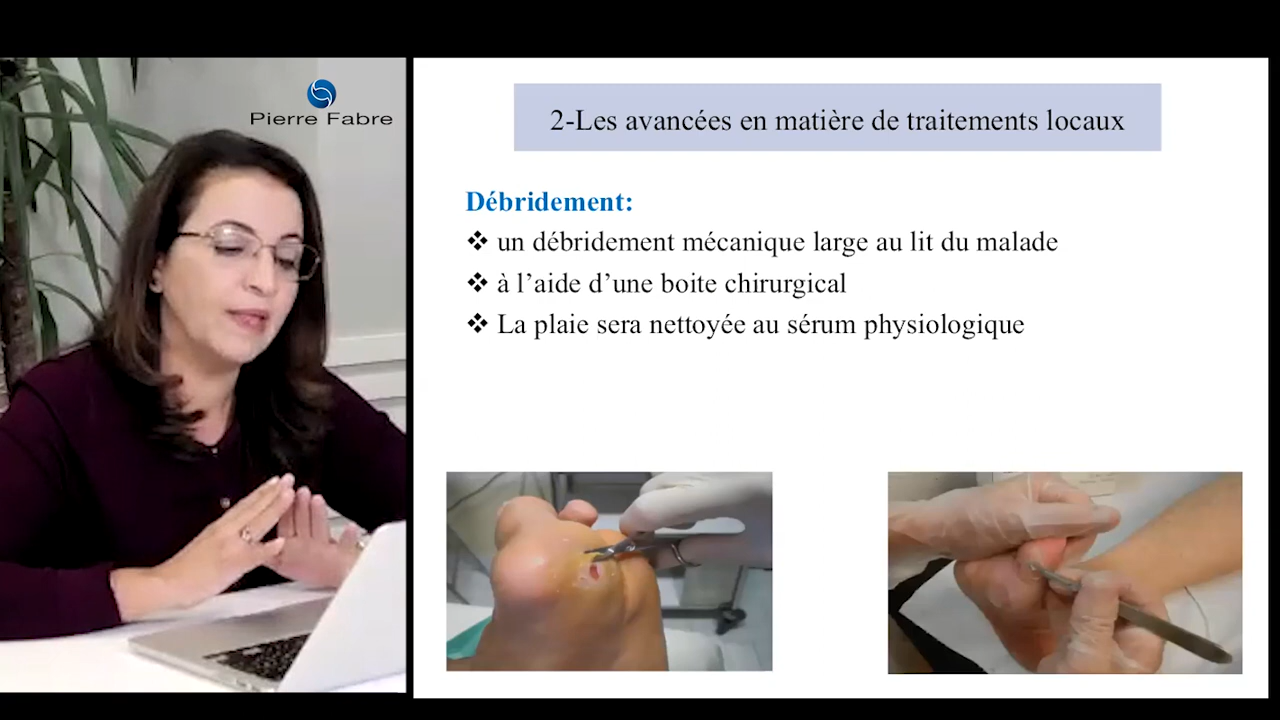 Pierre Fabre
2-Les avancées en matière de traitements locaux
Débridement:
❖ un débridement mécanique large au lit du malade
❖ à l’aide d’une boite chirurgical
❖ La plaie sera nettoyée au sérum physiologique